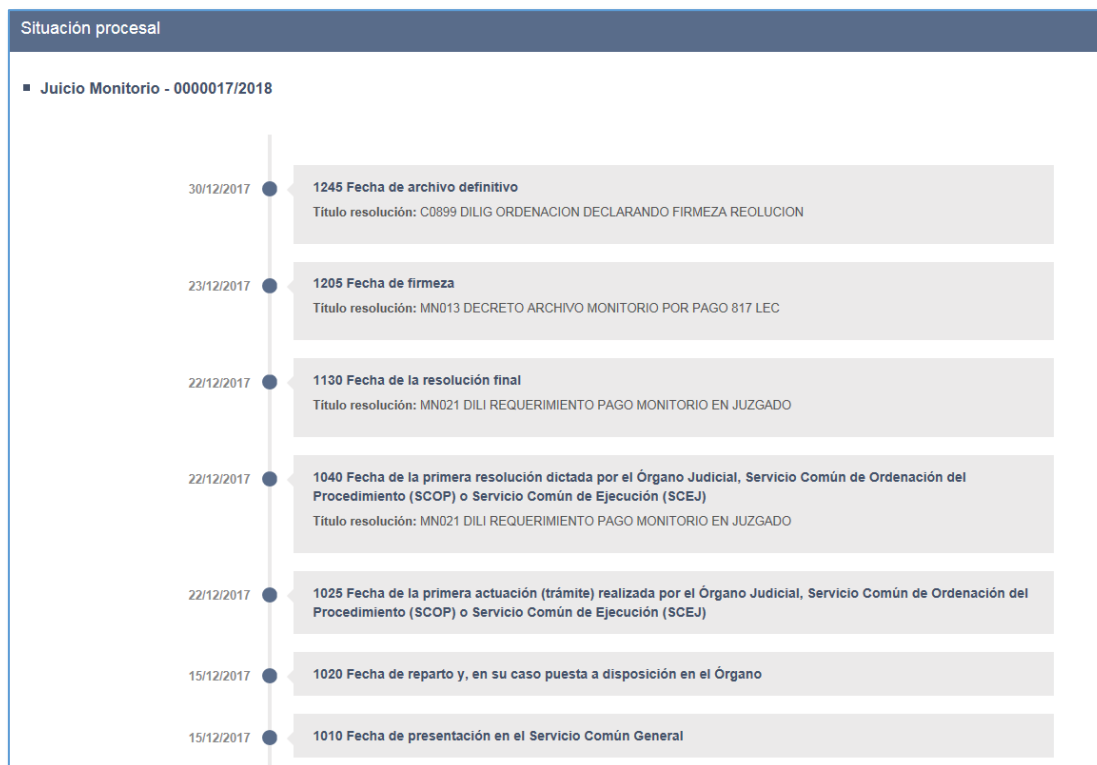 Situación procesal
Juicio Monitorio - 0000017/2018
30/12/2017
1245 Fecha de archivo definitivo
Título resolución: C0899 DILIG ORDENACION DECLARANDO FIRMEZA REOLUCION
23/12/2017
1205 Fecha de firmeza
Título resolución: MN013 DECRETO ARCHIVO MONITORIO POR PAGO 817 LEC
22/12/2017
1130 Fecha de la resolución final
Título resolución: MN021 DILI REQUERIMIENTO PAGO MONITORIO EN JUZGADO
22/12/2017
1040 Fecha de la primera resolución dictada por el Órgano Judicial, Servicio Común de Ordenación del
Procedimiento (SCOP) o Servicio Común de Ejecución (SCEJ)
Título resolución: MN021 DILI REQUERIMIENTO PAGO MONITORIO EN JUZGADO
22/12/2017
1025 Fecha de la primera actuación (trámite) realizada por el Órgano Judicial, Servicio Común de Ordenación del
Procedimiento (SCOP) o Servicio Común de Ejecución (SCEJ)
15/12/2017
1020 Fecha de reparto y, en su caso puesta a disposición en el Órgano
15/12/2017
1010 Fecha de presentación en el Servicio Común General